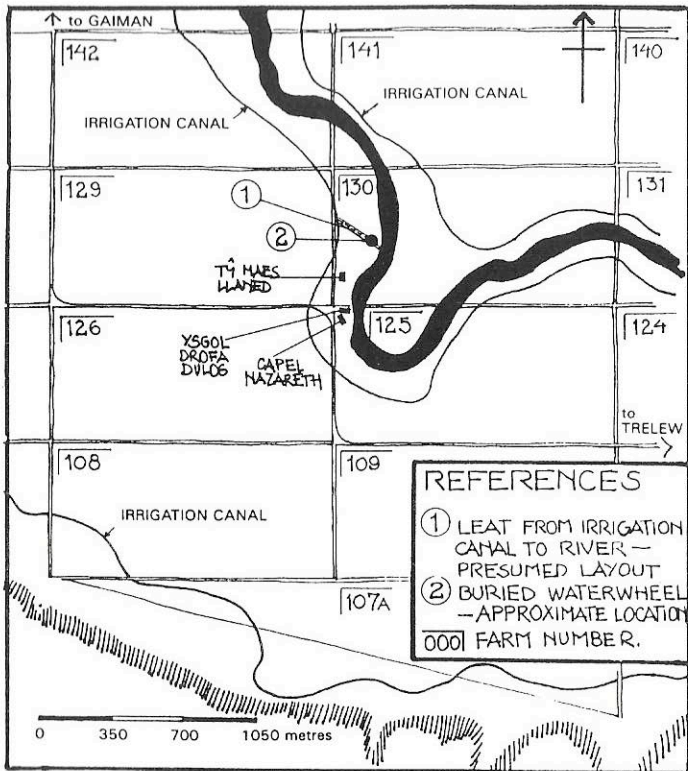 to GAIMAN
142
141
140
IRRIGATION CANAL
IRRIGATION CANAL
129
130
131
1
2
TŶ MAES
LLANED
126
125
124
YSGOL
DROFA
DULOG
CAPEL
NAZARETH
to
TRELEW
108
109
IRRIGATION CANAL
107A
REFERENCES
1 LEAT FROM IRRIGATION
CANAL TO RIVER —
PRESUMED LAYOUT
2 BURIED WATERWHEEL
— APPROXIMATE LOCATION
000 FARM NUMBER.
0 350 700 1050 metres